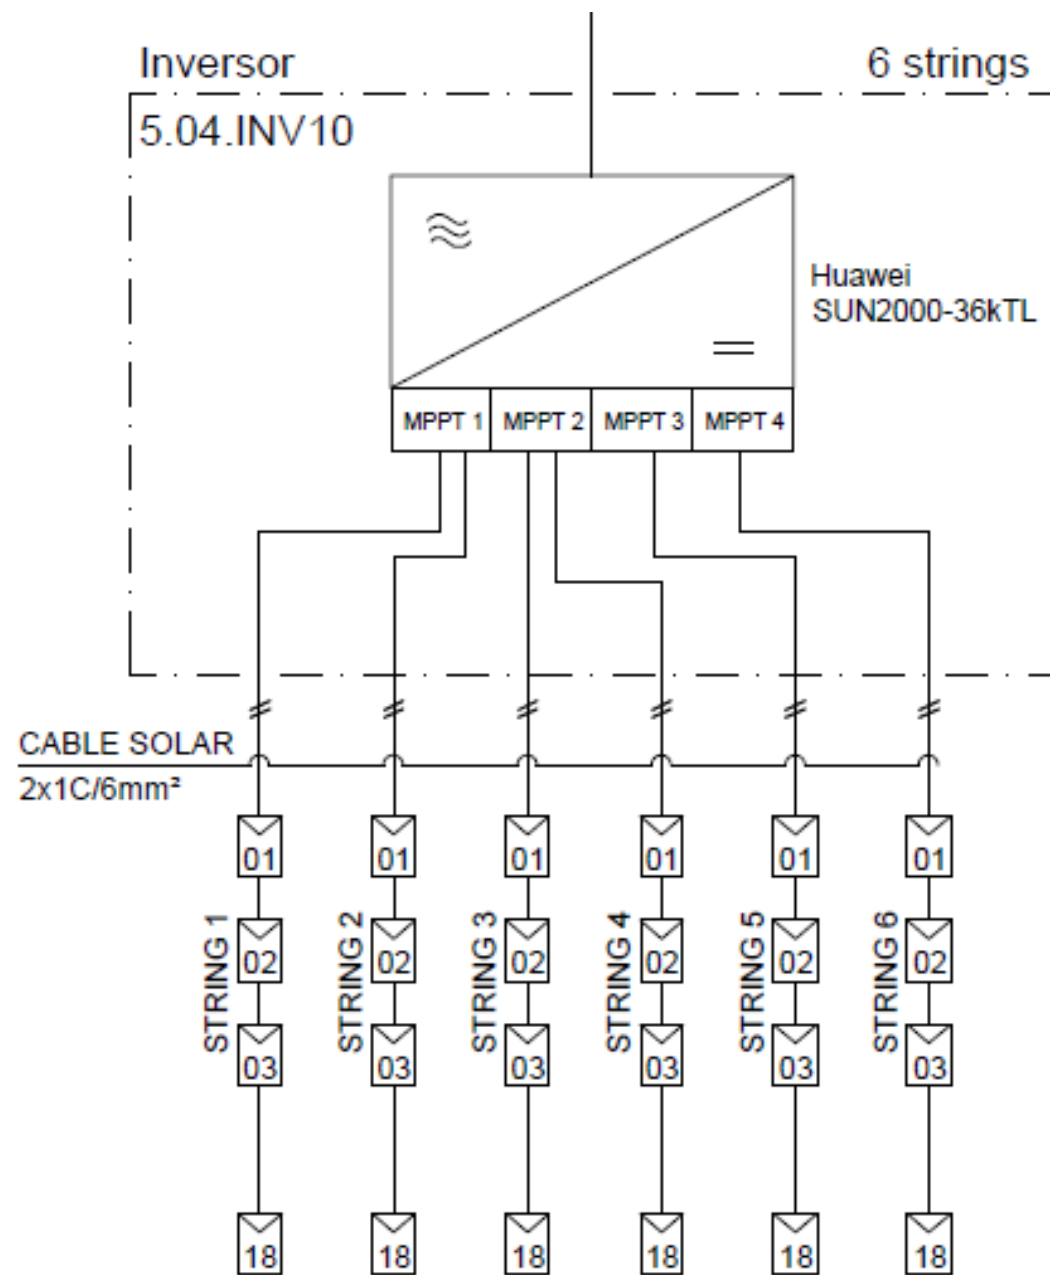 Inversor
6 strings
5.04.INV10
Huawei
SUN2000-36kTL
MPPT 1 MPPT 2 MPPT 3 MPPT 4
CABLE SOLAR
2x1C/6mm²
01 01 01 01 01 01
STRING 1 STRING 2 STRING 3 STRING 4 STRING 5 STRING 6
02 02 02 02 02 02
03 03 03 03 03 03
18 18 18 18 18 18